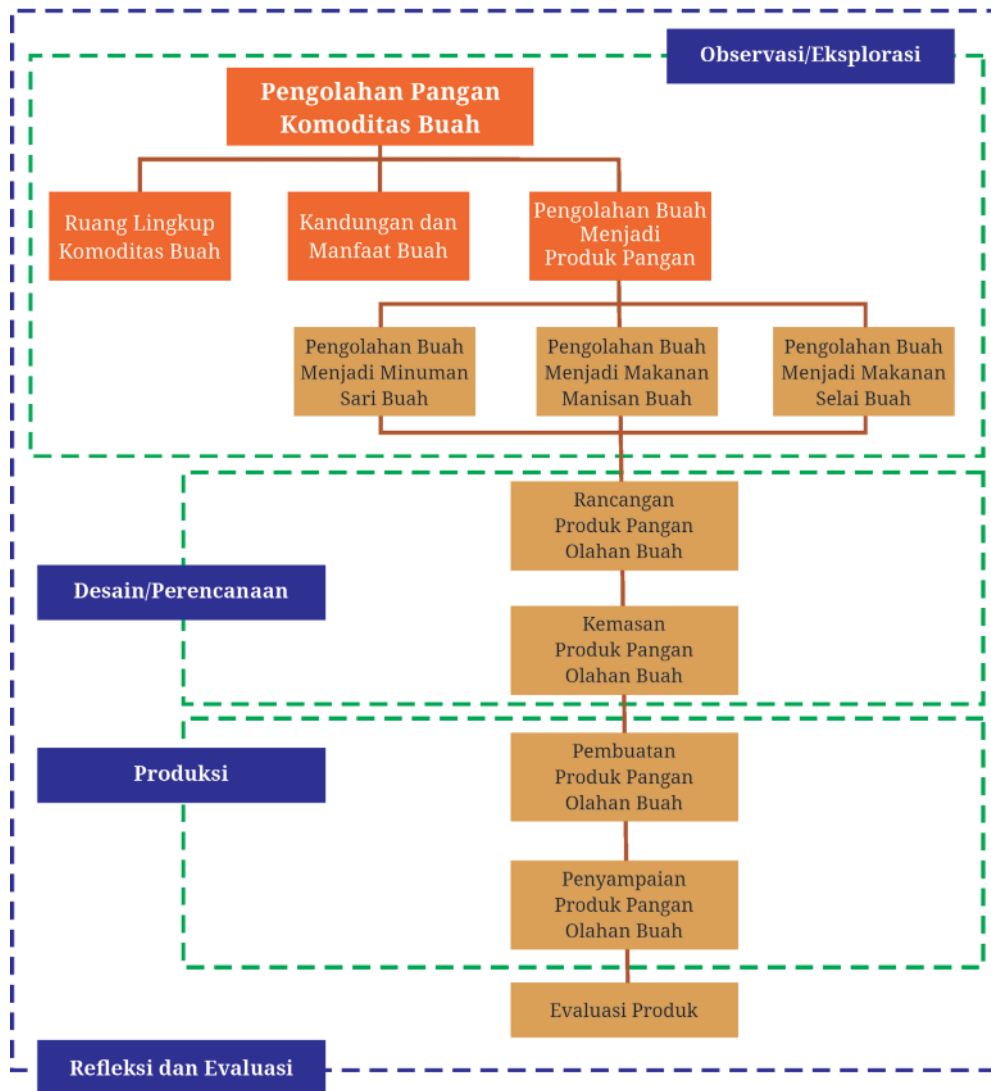 Observasi/Eksplorasi
Pengolahan Pangan
Komoditas Buah
Ruang Lingkup
Komoditas Buah
Kandungan dan
Manfaat Buah
Pengolahan Buah
Menjadi
Produk Pangan
Pengolahan Buah
Menjadi Minuman
Sari Buah
Pengolahan Buah
Menjadi Makanan
Manisan Buah
Pengolahan Buah
Menjadi Makanan
Selai Buah
Rancangan
Produk Pangan
Olahan Buah
Desain/Perencanaan
Kemasan
Produk Pangan
Olahan Buah
Produksi
Pembuatan
Produk Pangan
Olahan Buah
Penyampaian
Produk Pangan
Olahan Buah
Evaluasi Produk
Refleksi dan Evaluasi